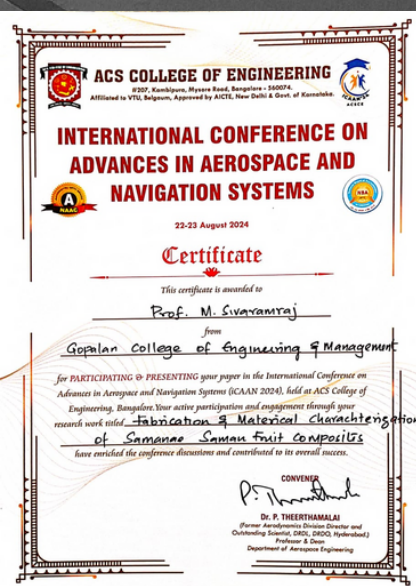 ACS COLLEGE OF ENGINEERING
#207, Kambipura, Mysore Road, Bangalore - 560074.
Affiliated to VTU, Belgaum, Approved by AICTE, New Delhi & Govt. of Karnataka.
INTERNATIONAL CONFERENCE ON
ADVANCES IN AEROSPACE AND
NAVIGATION SYSTEMS
A
NAAC
NBA
22-23 August 2024
Certificate
This certificate is awarded to
Prof. M. Sivaramraj
from
Gopalan College of Engineering & Management
for PARTICIPATING & PRESENTING your paper in the International Conference on
Advances in Aerospace and Navigation Systems (ICAAN 2024), held at ACS College of
Engineering, Bangalore. Your active participation and engagement through your
research work titled Fabrication & Materical Charachterization
of Samanae Saman Fruit Composites
have enriched the conference discussions and contributed to its overall success.
CONVENER
Dr. P. THEERTHAMALAI
(Former Aerodynamics Division Director and
Outstanding Scientist, DRDL, DRDO, Hyderabad.)
Professor & Dean
Department of Aerospace Engineering